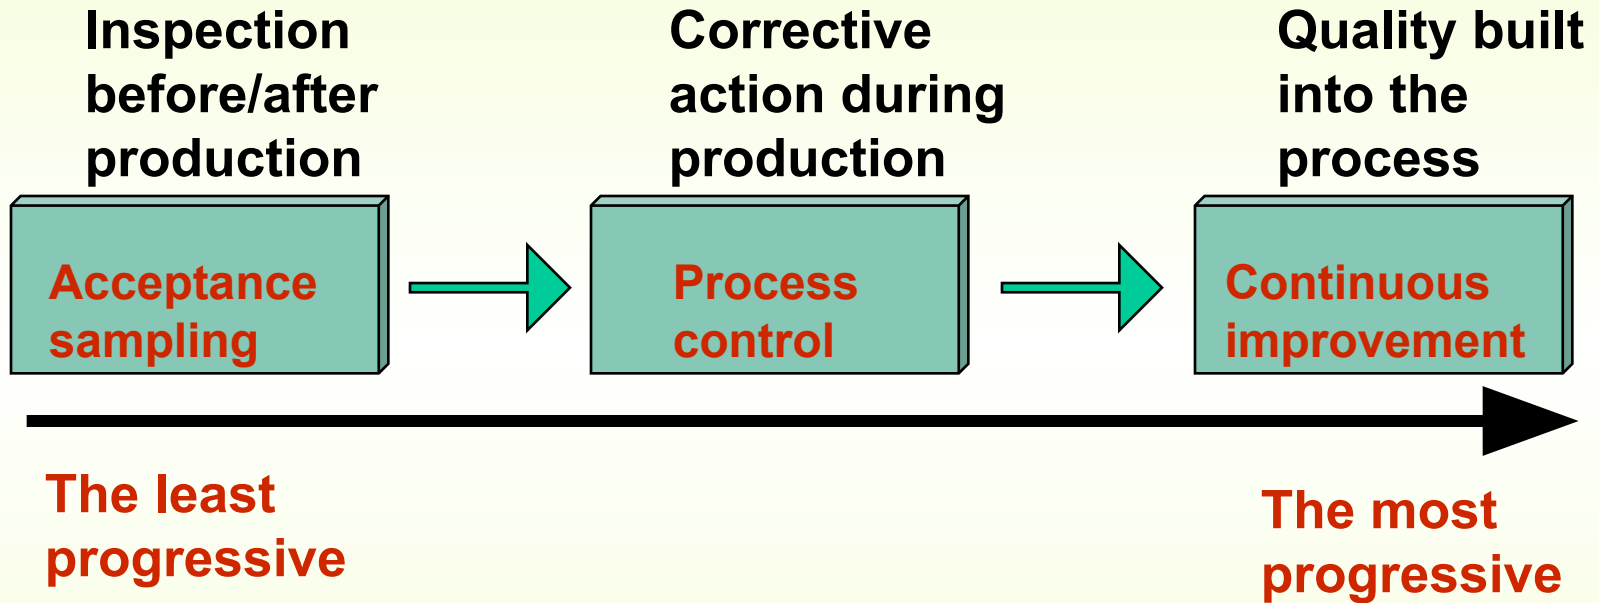 Inspection
before/after
production
Corrective
action during
production
Quality built
into the
process
Acceptance
sampling
Process
control
Continuous
improvement
The least
progressive
The most
progressive